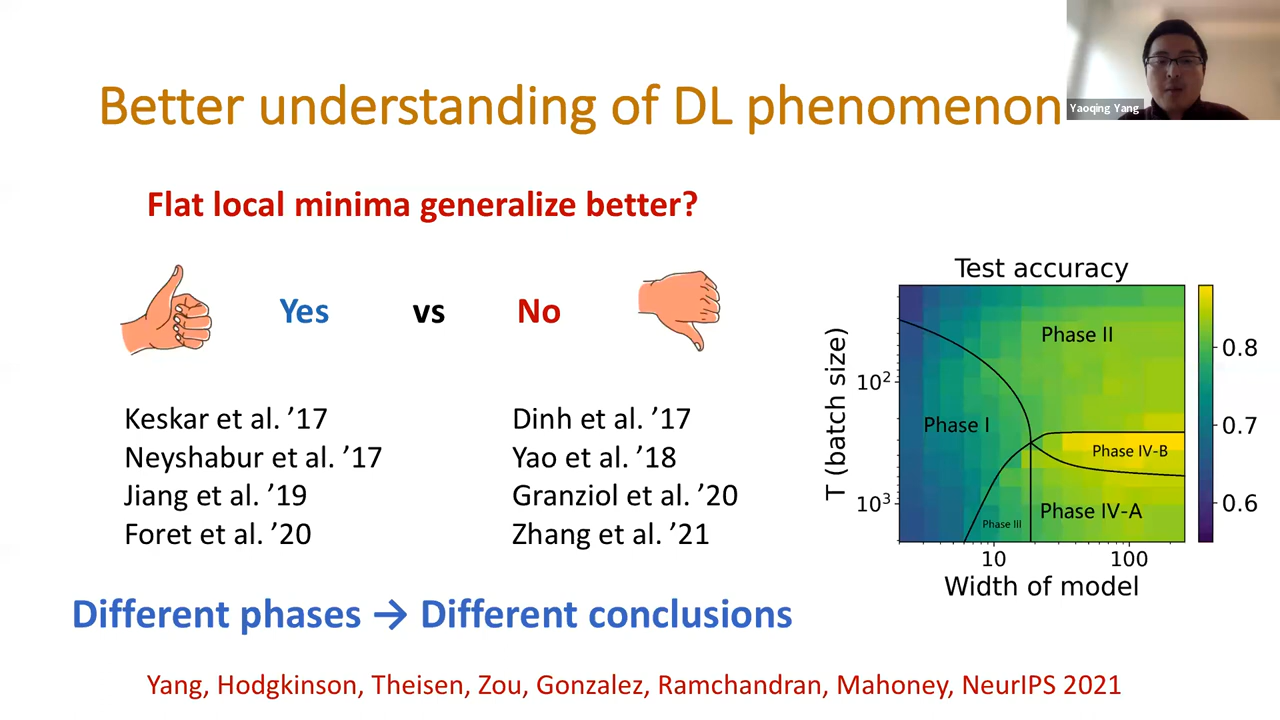 Better understanding of DL phenomenon
Yaoqing Yang
Flat local minima generalize better?
Yes vs No
Keskar et al. ’17
Neyshabur et al. ’17
Jiang et al. ’19
Foret et al. ’20
Dinh et al. ’17
Yao et al. ’18
Granziol et al. ’20
Zhang et al. ’21
Test accuracy
T (batch size)
10²
10³
Phase I
Phase II
Phase III
Phase IV-A
Phase IV-B
10 100
Width of model
0.8
0.7
0.6
Different phases → Different conclusions
Yang, Hodgkinson, Theisen, Zou, Gonzalez, Ramchandran, Mahoney, NeurIPS 2021